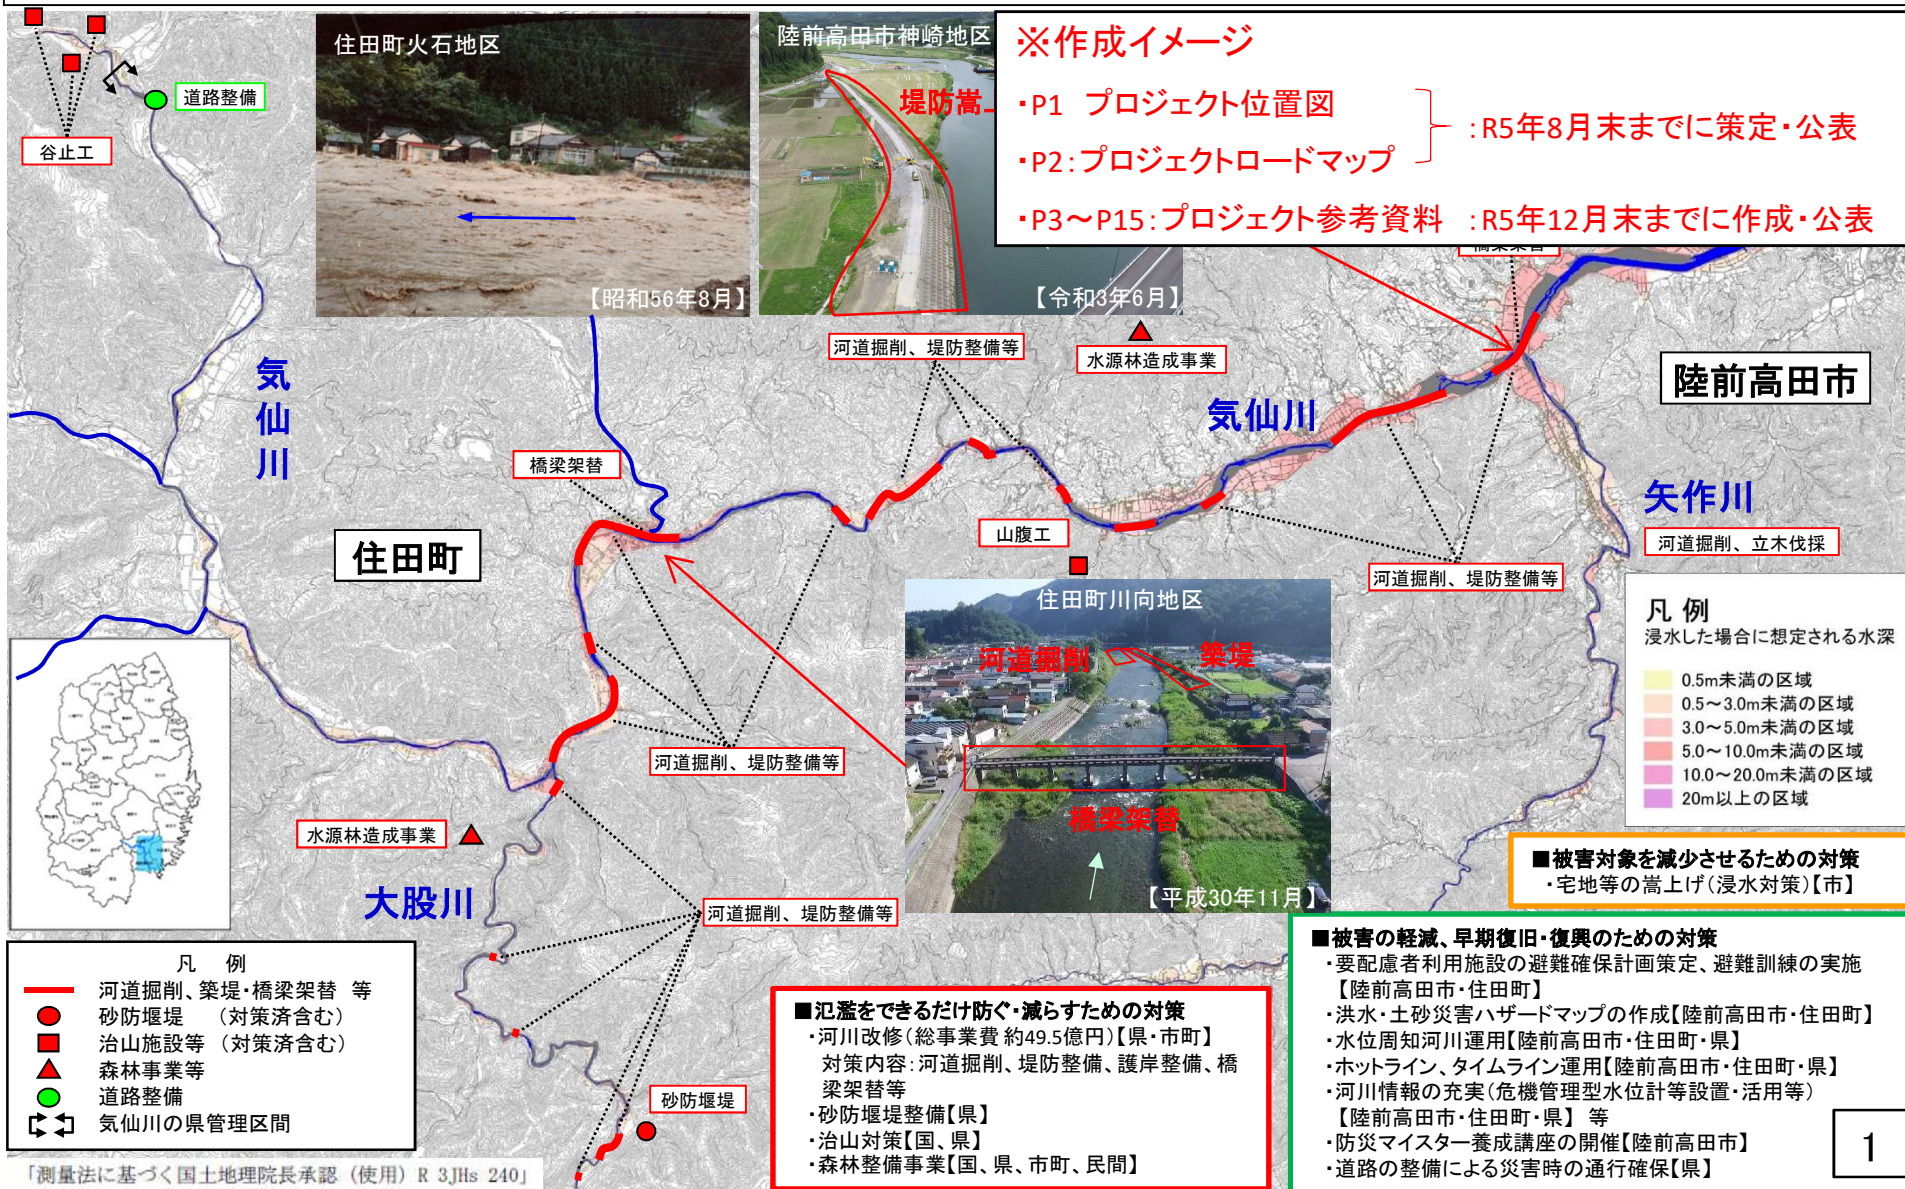 住田町火石地区
【昭和56年8月】
陸前高田市神崎地区
堤防嵩
【令和3年6月】
※作成イメージ
・P1　プロジェクト位置図
・P2：プロジェクトロードマップ
：R5年8月末までに策定・公表
・P3～P15：プロジェクト参考資料　：R5年12月末までに作成・公表
道路整備
谷止工
橋梁架替
河道掘削、堤防整備等
水源林造成事業
陸前高田市
気仙川
気仙川
橋梁架替
矢作川
河道掘削、立木伐採
住田町
山腹工
河道掘削、堤防整備等
住田町川向地区
河道掘削
築堤
橋梁架替
【平成30年11月】
河道掘削、堤防整備等
水源林造成事業
大股川
河道掘削、堤防整備等
砂防堰堤
凡 例
浸水した場合に想定される水深
0.5m未満の区域
0.5～3.0m未満の区域
3.0～5.0m未満の区域
5.0～10.0m未満の区域
10.0～20.0m未満の区域
20m以上の区域
■被害対象を減少させるための対策
・宅地等の嵩上げ（浸水対策）【市】
■被害の軽減、早期復旧・復興のための対策
・要配慮者利用施設の避難確保計画策定、避難訓練の実施
【陸前高田市・住田町】
・洪水・土砂災害ハザードマップの作成【陸前高田市・住田町】
・水位周知河川運用【陸前高田市・住田町・県】
・ホットライン、タイムライン運用【陸前高田市・住田町・県】
・河川情報の充実（危機管理型水位計等設置・活用等）
【陸前高田市・住田町・県】 等
・防災マイスター養成講座の開催【陸前高田市】
・道路の整備による災害時の通行確保【県】
■氾濫をできるだけ防ぐ・減らすための対策
・河川改修（総事業費 約49.5億円）【県・市町】
対策内容：河道掘削、堤防整備、護岸整備、橋
梁架替等
・砂防堰堤整備【県】
・治山対策【国、県】
・森林整備事業【国、県、市町、民間】
凡 例
河道掘削、築堤・橋梁架替 等
砂防堰堤 （対策済含む）
治山施設等 （対策済含む）
森林事業等
道路整備
気仙川の県管理区間
「測量法に基づく国土地理院長承認（使用）R 3JHs 240」
1